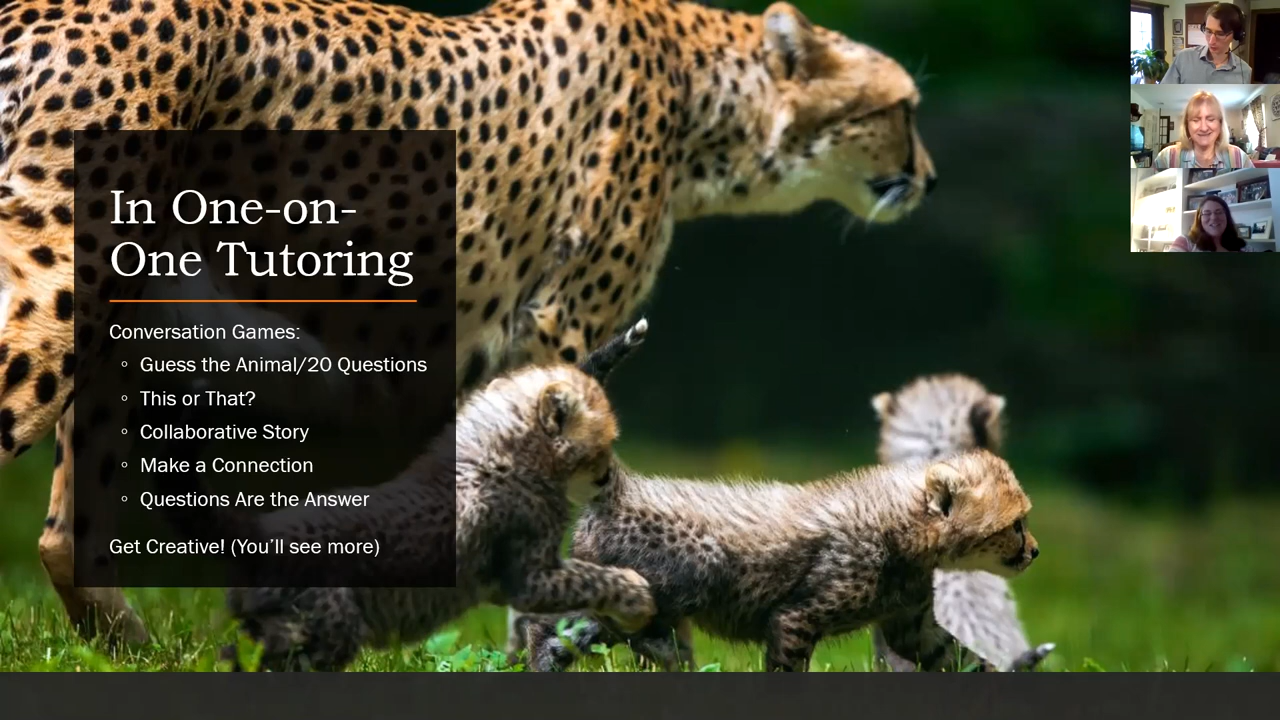 In One-on-
One Tutoring
Conversation Games:
◦ Guess the Animal/20 Questions
◦ This or That?
◦ Collaborative Story
◦ Make a Connection
◦ Questions Are the Answer
Get Creative! (You’ll see more)